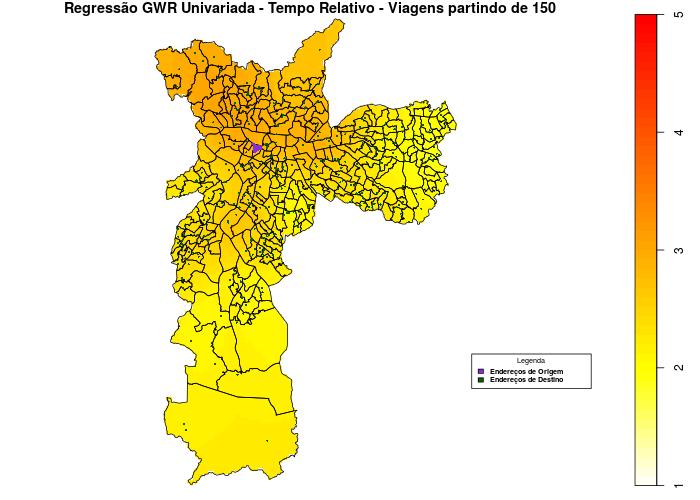 Regressão GWR Univariada - Tempo Relativo - Viagens partindo de 150
5
4
3
2
1
Legenda
Endereços de Origem
Endereços de Destino